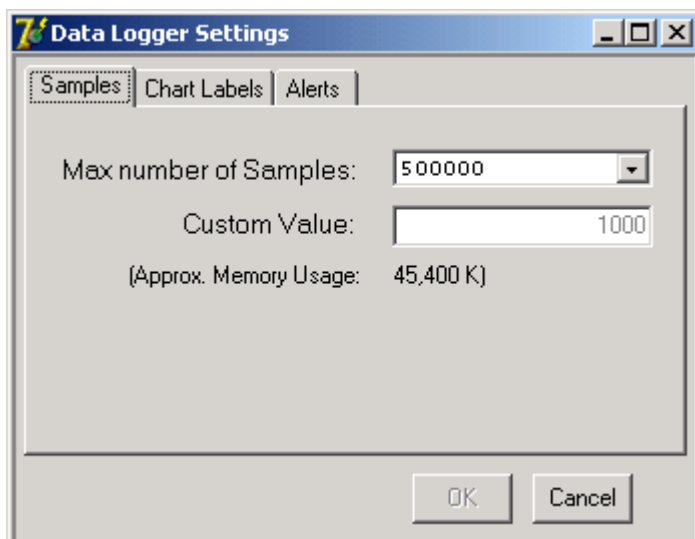 Data Logger Settings
Samples Chart Labels Alerts
Max number of Samples: 500000
Custom Value: 1000
(Approx. Memory Usage: 45,400 K)
OK Cancel